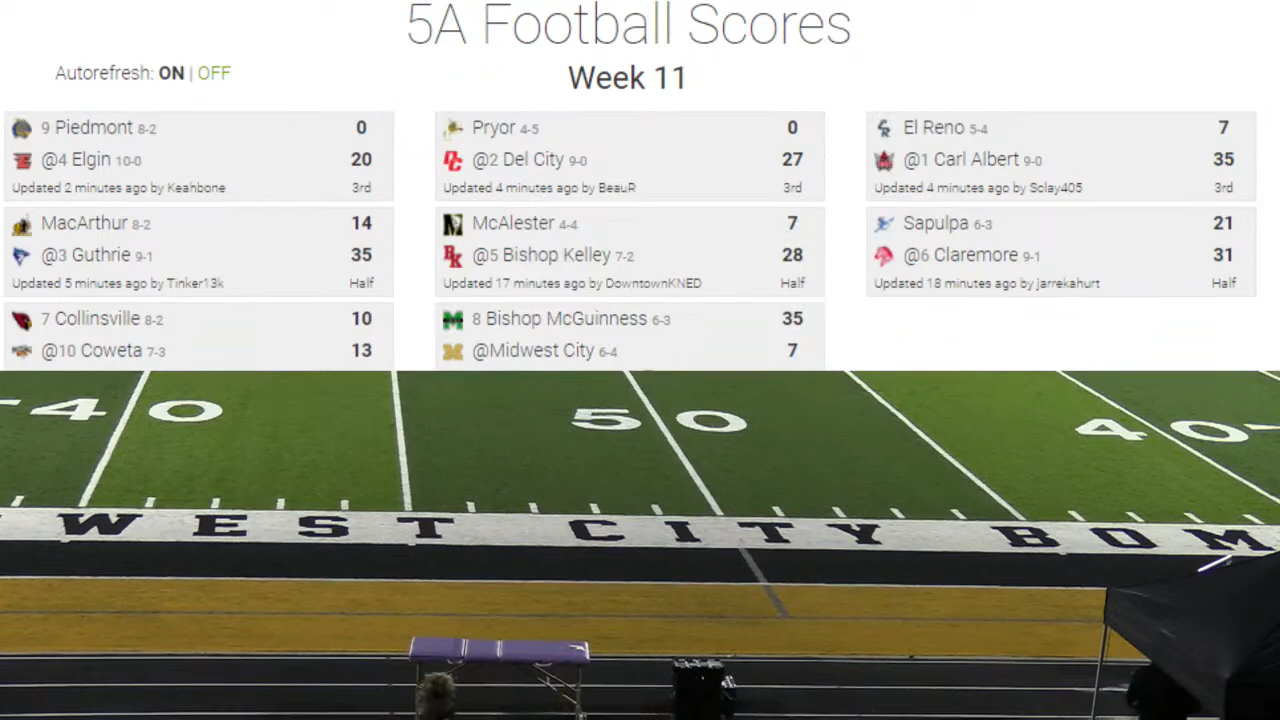 5A Football Scores
Autorefresh: ON | OFF
Week 11
9 Piedmont 8-2 0
@4 Elgin 10-0 20
Updated 2 minutes ago by Keahbone 3rd
Pryor 4-5 0
@2 Del City 9-0 27
Updated 4 minutes ago by BeauR 3rd
El Reno 5-4 7
@1 Carl Albert 9-0 35
Updated 4 minutes ago by Solay405 3rd
MacArthur 8-2 14
@3 Guthrie 9-1 35
Updated 5 minutes ago by Tinker13k Half
McAlester 4-4 7
@5 Bishop Kelley 7-2 28
Updated 17 minutes ago by DowntownKNED Half
Sapulpa 6-3 21
@6 Claremore 9-1 31
Updated 18 minutes ago by jarrekahurt Half
7 Collinsville 8-2 10
@10 Coweta 7-3 13
8 Bishop McGuinness 6-3 35
@Midwest City 6-4 7
40 50 40
WEST CITY BOM